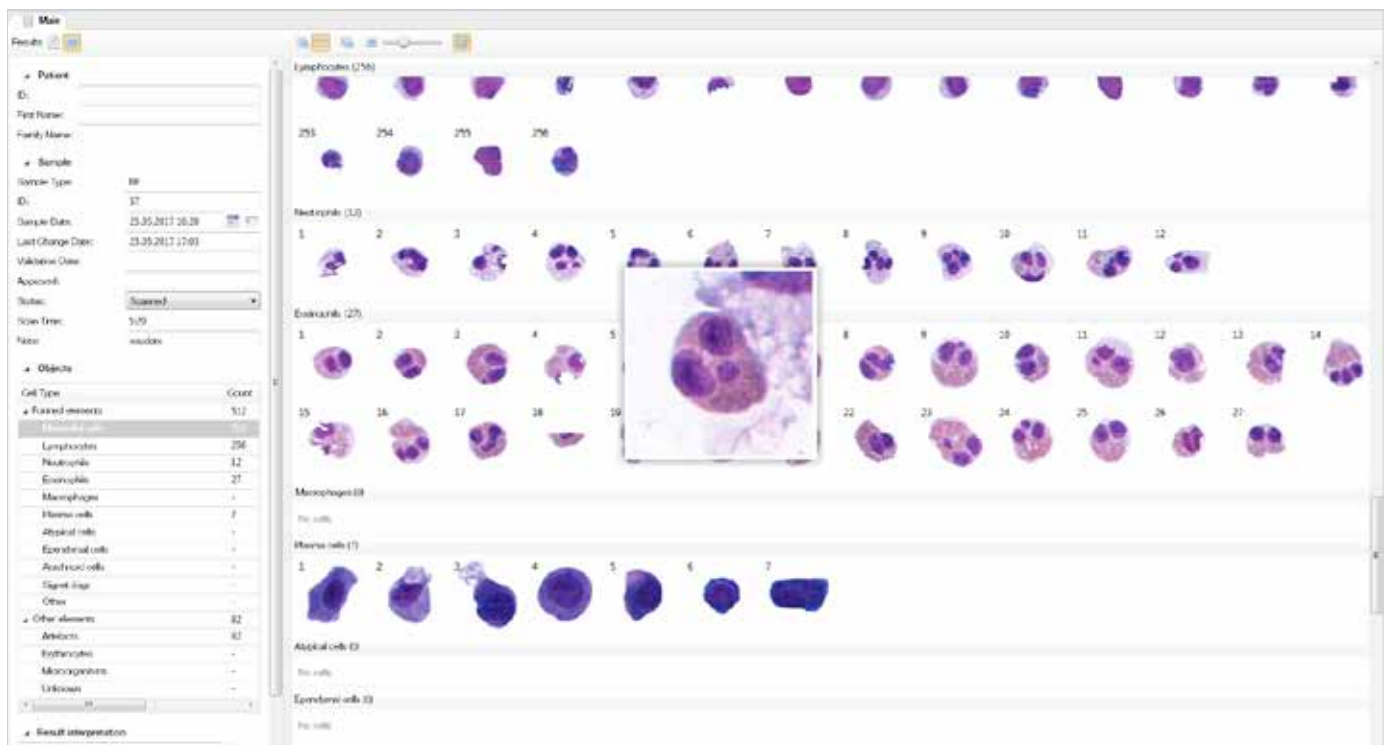 Main
Results
Patient
ID:
First Name:
Family Name:
Sample
Sample Type:
ID: 37
Sample Date: 23.05.2017 16:20
Last Change Date: 23.05.2017 17:03
Validation Date:
Approved:
Status: Scanned
Scan Time:
Note: exudate
Objects
Cell Type Count
Formed elements 512
Mesothelial cells
Lymphocytes 256
Neutrophils 12
Eosinophils 27
Macrophages -
Plasma cells 7
Atypical cells -
Ependymal cells -
Arachnoid cells -
Signet rings -
Other -
Other elements 82
Artefacts 82
Erythrocytes -
Microorganisms -
Unknown -
Result interpretation
Lymphocytes (256)
253 254 255 256
Neutrophils (12)
1 2 3 4 5 6 7 8 9 10 11 12
Eosinophils (27)
1 2 3 4 8 9 10 11 12 13 14
15 16 17 18 19 22 23 24 25 26 27
Macrophages (0)
No cells
Plasma cells (7)
1 2 3 4 5 6 7
Atypical cells (0)
No cells
Ependymal cells (0)
No cells